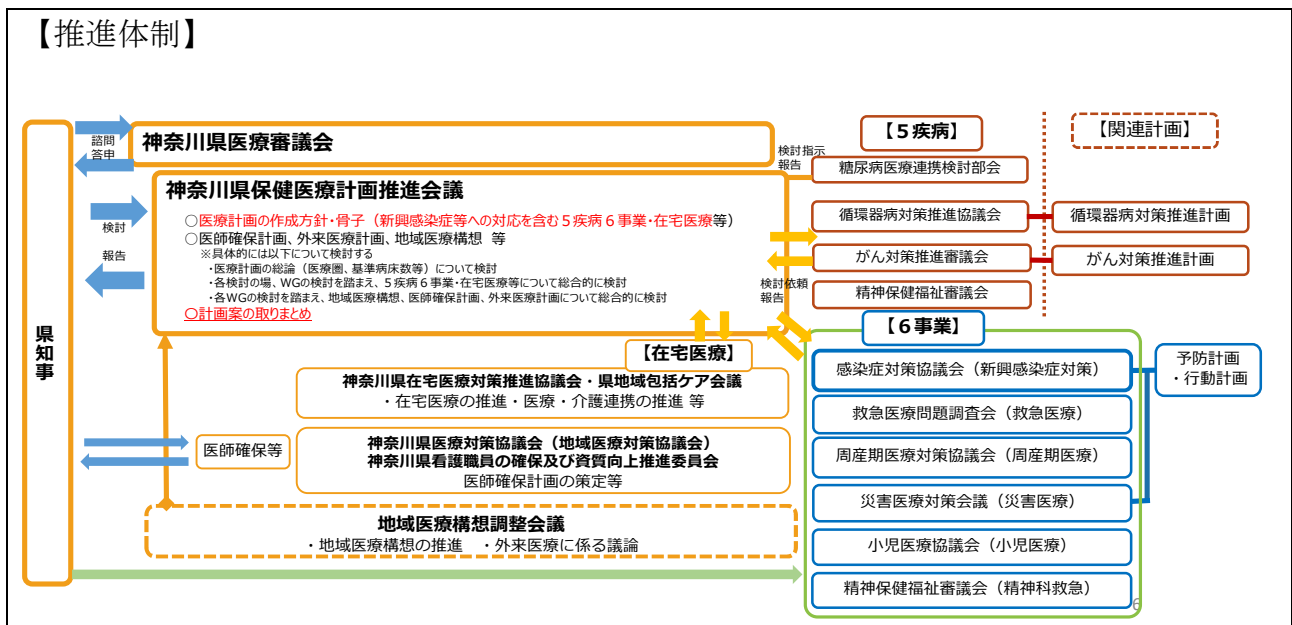 【推進体制】
県知事
諮問
答申
神奈川県医療審議会
検討
報告
神奈川県保健医療計画推進会議
○医療計画の作成方針・骨子（新興感染症等への対応を含む５疾病６事業・在宅医療等）
○医師確保計画、外来医療計画、地域医療構想 等
※具体的には以下について検討する
・医療計画の総論（医療圏、基準病床数等）について検討
・各検討の場、WGの検討を踏まえ、５疾病６事業・在宅医療等について総合的に検討
・各WGの検討を踏まえ、地域医療構想、医師確保計画、外来医療計画について総合的に検討
○計画案の取りまとめ
【在宅医療】
神奈川県在宅医療対策推進協議会・県地域包括ケア会議
・在宅医療の推進・医療・介護連携の推進 等
医師確保等
神奈川県医療対策協議会（地域医療対策協議会）
神奈川県看護職員の確保及び資質向上推進委員会
医師確保計画の策定等
地域医療構想調整会議
・地域医療構想の推進　・外来医療に係る議論
検討指示
報告
検討依頼
報告
【５疾病】
糖尿病医療連携検討部会
循環器病対策推進協議会
がん対策推進審議会
精神保健福祉審議会
【関連計画】
循環器病対策推進計画
がん対策推進計画
【６事業】
感染症対策協議会（新興感染症対策）
救急医療問題調査会（救急医療）
周産期医療対策協議会（周産期医療）
災害医療対策会議（災害医療）
小児医療協議会（小児医療）
精神保健福祉審議会（精神科救急）
予防計画
・行動計画
6